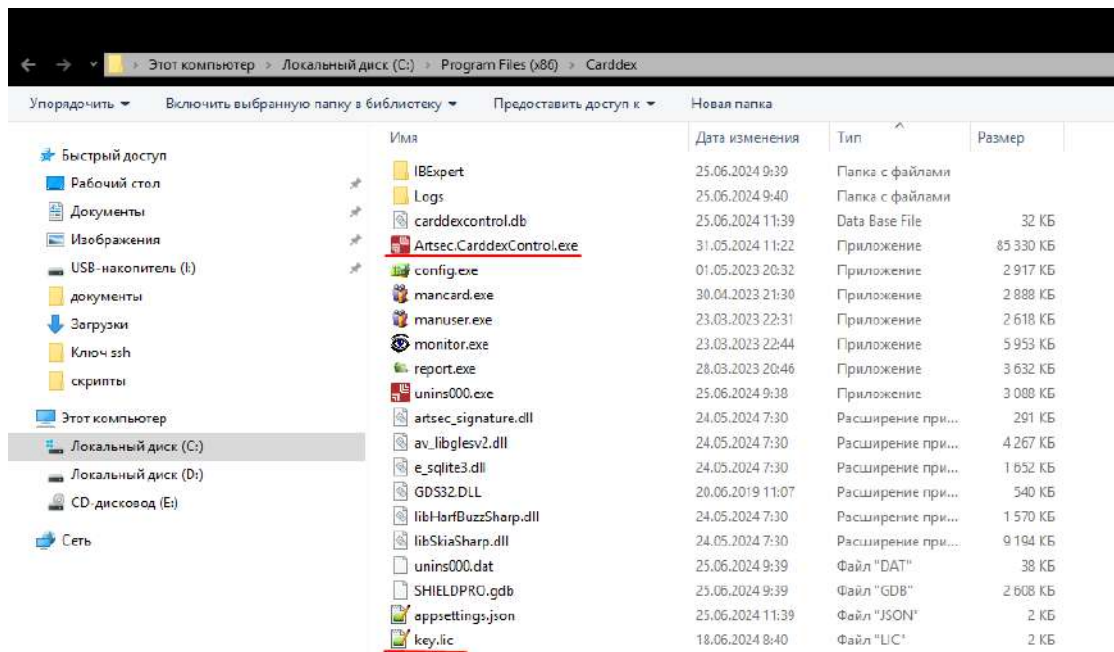 Этот компьютер > Локальный диск (C:) > Program Files (x86) > Carddex
Упорядочить Включить выбранную папку в библиотеку Предоставить доступ к Новая папка
Имя Дата изменения Тип Размер
Быстрый доступ
Рабочий стол
Документы
Изображения
USB-накопитель (I:)
документы
Загрузки
Ключ ssh
скрипты
Этот компьютер
Локальный диск (C:)
Локальный диск (D:)
CD-дисковод (E:)
Сеть
IBExpert 25.06.2024 9:39 Папка с файлами
Logs 25.06.2024 9:40 Папка с файлами
carddexcontrol.db 25.06.2024 11:39 Data Base File 32 КБ
Artsec.CarddexControl.exe 31.05.2024 11:22 Приложение 85 330 КБ
config.exe 01.05.2023 20:32 Приложение 2 917 КБ
mancard.exe 30.04.2023 21:30 Приложение 2 888 КБ
manuser.exe 23.03.2023 22:31 Приложение 2 618 КБ
monitor.exe 23.03.2023 22:44 Приложение 5 953 КБ
report.exe 28.03.2023 20:46 Приложение 3 632 КБ
unins000.exe 25.06.2024 9:38 Приложение 3 088 КБ
artsec_signature.dll 24.05.2024 7:30 Расширение при... 291 КБ
av_libglesv2.dll 24.05.2024 7:30 Расширение при... 4 267 КБ
e_sqlite3.dll 24.05.2024 7:30 Расширение при... 1 652 КБ
GDS32.DLL 20.06.2019 11:07 Расширение при... 540 КБ
libHarfBuzzSharp.dll 24.05.2024 7:30 Расширение при... 1 570 КБ
libSkiaSharp.dll 24.05.2024 7:30 Расширение при... 9 194 КБ
unins000.dat 25.06.2024 9:39 Файл "DAT" 38 КБ
SHIELDPRO.gdb 25.06.2024 9:39 Файл "GDB" 2 608 КБ
appsettings.json 25.06.2024 11:39 Файл "JSON" 2 КБ
key.lic 18.06.2024 8:40 Файл "LIC" 2 КБ